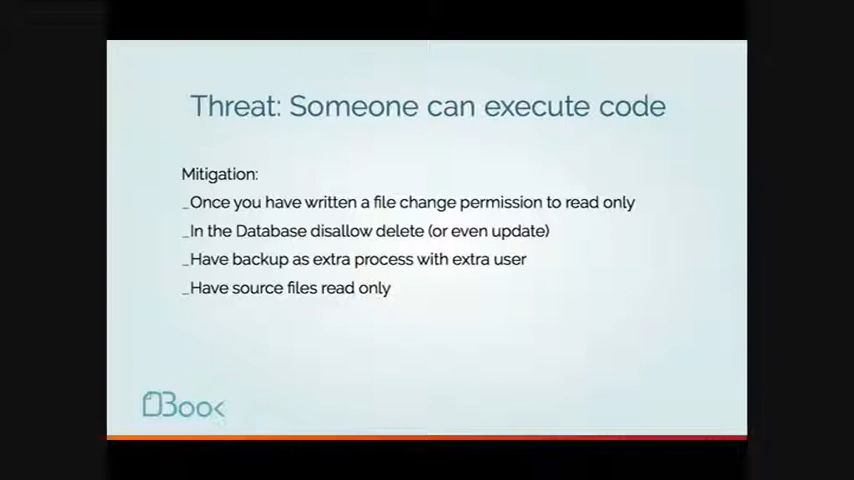 Threat: Someone can execute code
Mitigation:
_Once you have written a file change permission to read only
_In the Database disallow delete (or even update)
_Have backup as extra process with extra user
_Have source files read only
DBook